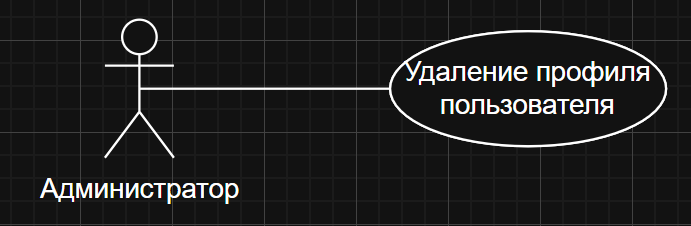 Удаление профиля
пользователя
Администратор